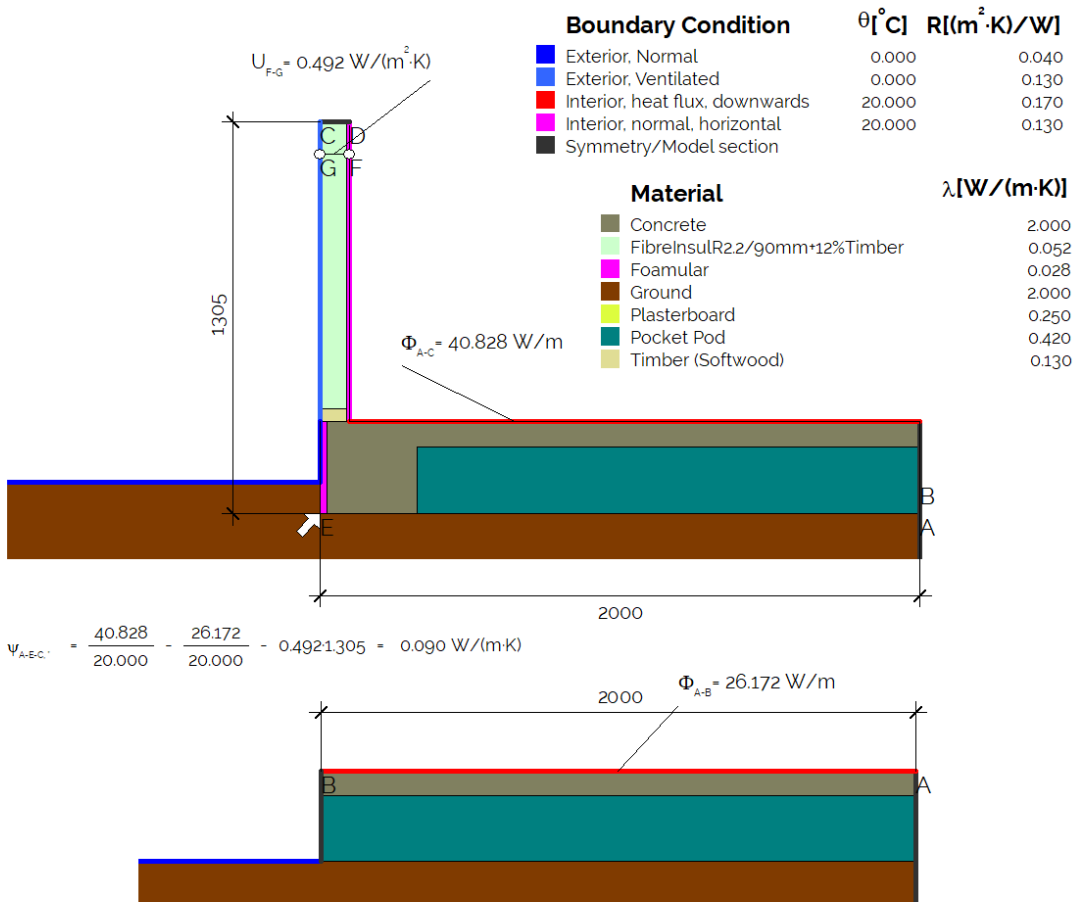 Boundary Condition θ[°C] R[(m²·K)/W]
Exterior, Normal 0.000 0.040
Exterior, Ventilated 0.000 0.130
Interior, heat flux, downwards 20.000 0.170
Interior, normal, horizontal 20.000 0.130
Symmetry/Model section
U_F-G = 0.492 W/(m²·K)
C D
G F
Material λ[W/(m·K)]
Concrete 2.000
FibreInsulR2.2/90mm+12%Timber 0.052
Foamular 0.028
Ground 2.000
Plasterboard 0.250
Pocket Pod 0.420
Timber (Softwood) 0.130
1305
Φ_A-C = 40.828 W/m
B
E A
2000
ψ_A-E-C,· = 40.828/20.000 - 26.172/20.000 - 0.492·1.305 = 0.090 W/(m·K)
Φ_A-B = 26.172 W/m
2000
B A